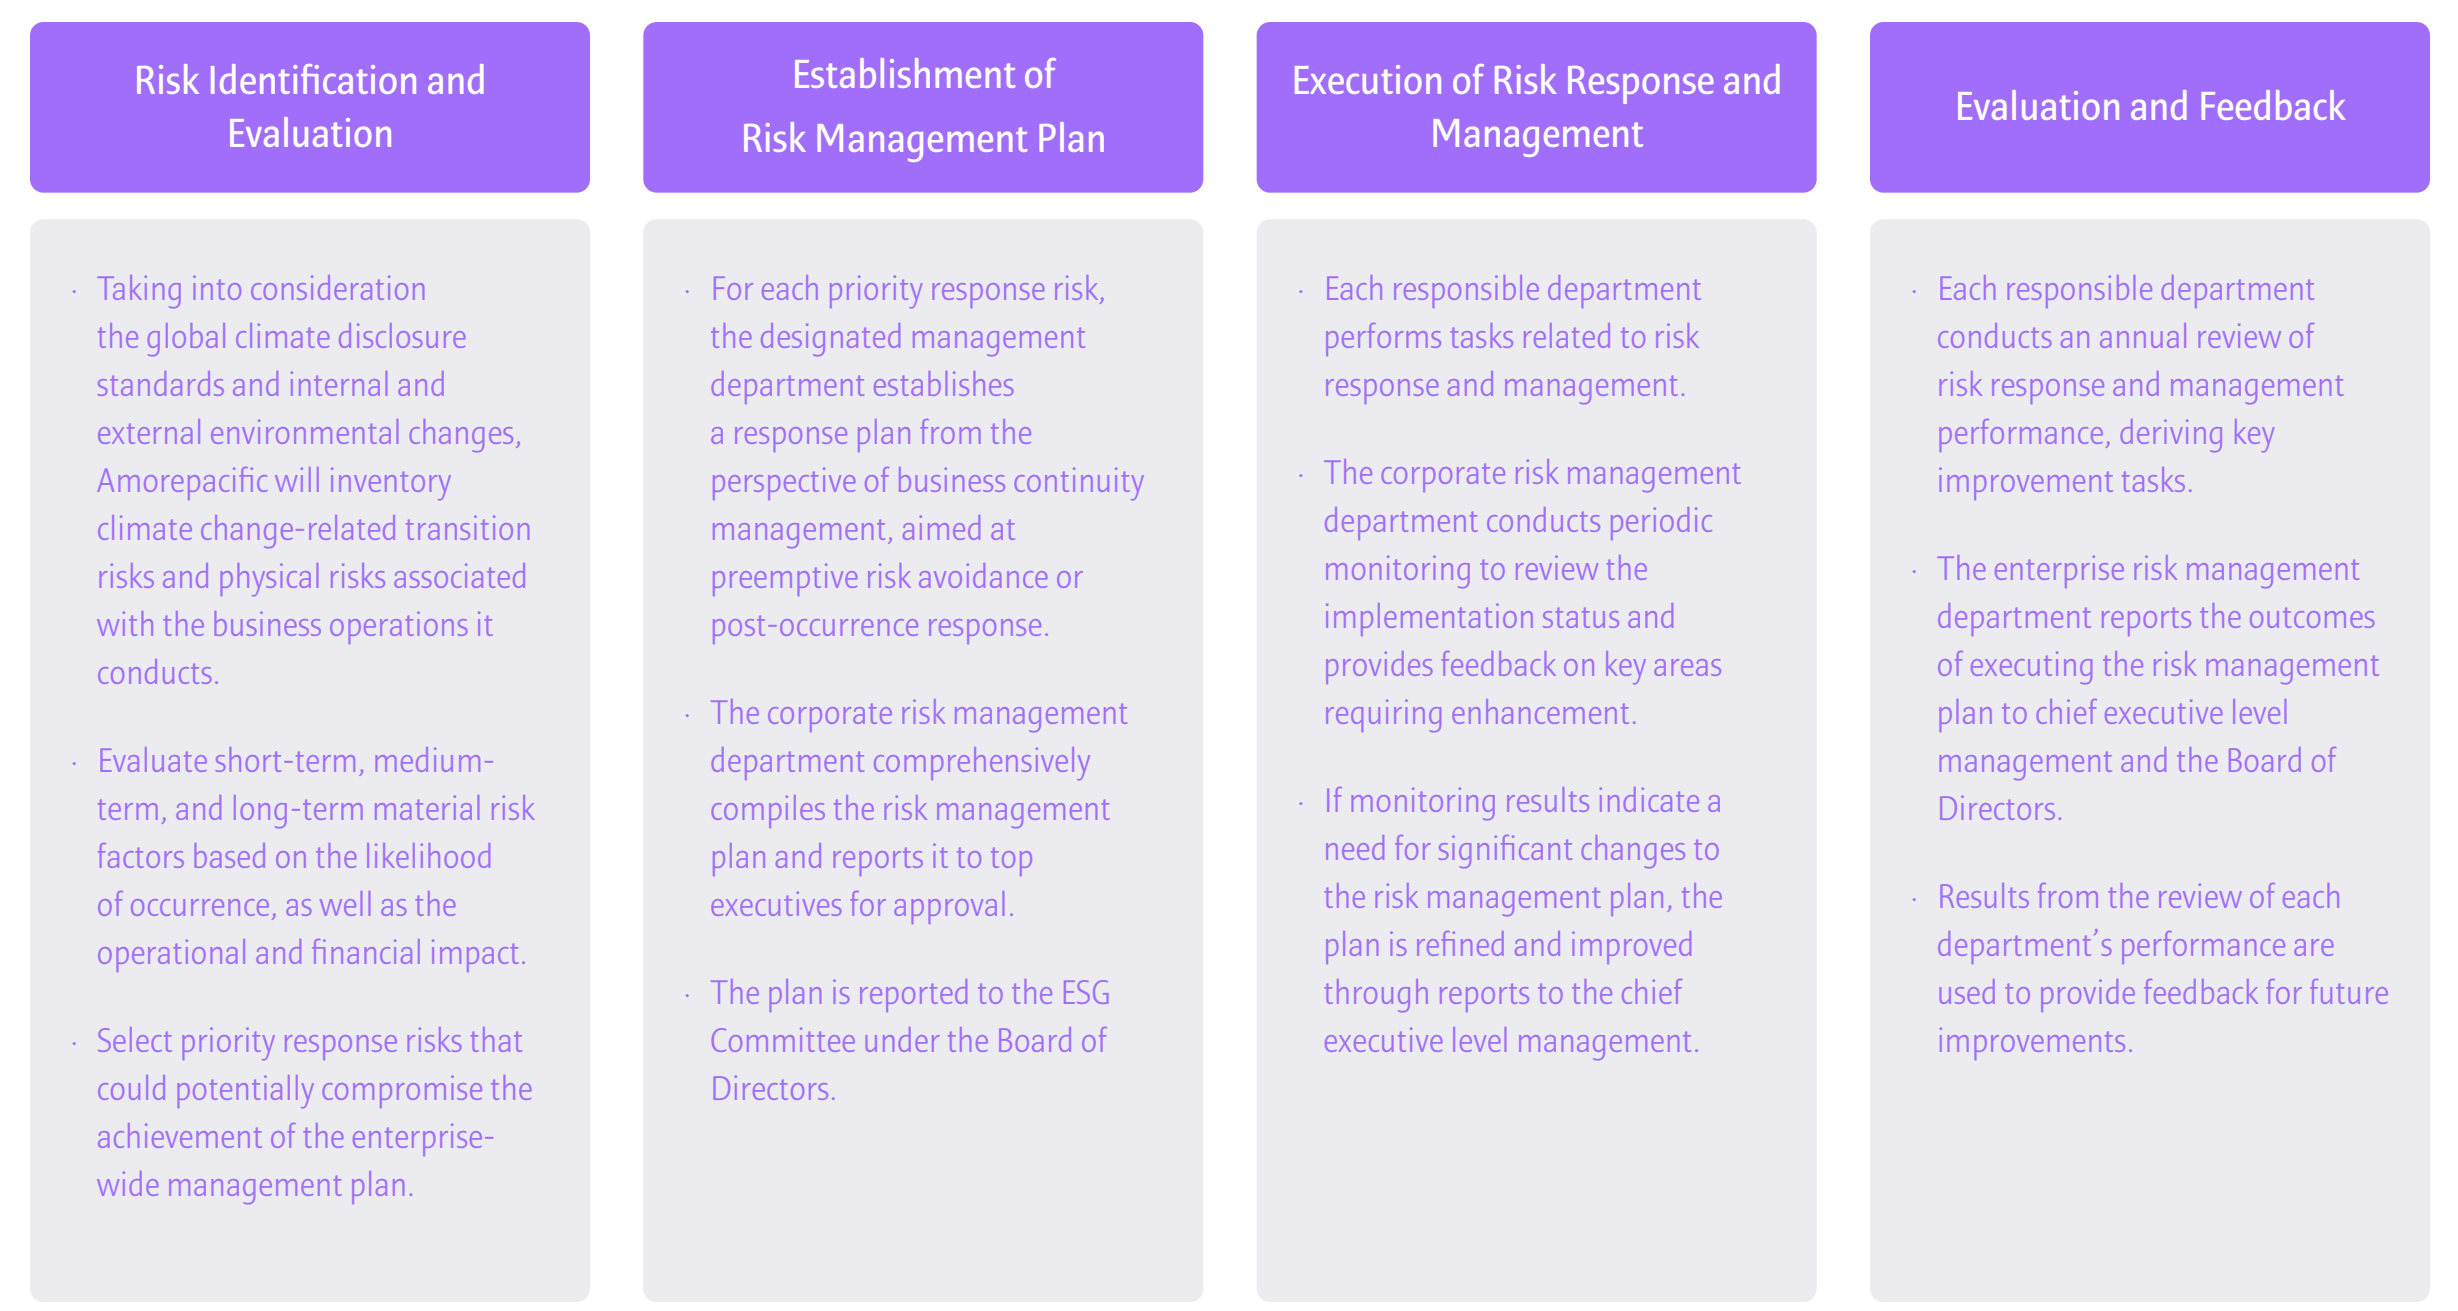 Risk Identification and
Evaluation
· Taking into consideration
the global climate disclosure
standards and internal and
external environmental changes,
Amorepacific will inventory
climate change-related transition
risks and physical risks associated
with the business operations it
conducts.
· Evaluate short-term, medium-
term, and long-term material risk
factors based on the likelihood
of occurrence, as well as the
operational and financial impact.
· Select priority response risks that
could potentially compromise the
achievement of the enterprise-
wide management plan.
Establishment of
Risk Management Plan
· For each priority response risk,
the designated management
department establishes
a response plan from the
perspective of business continuity
management, aimed at
preemptive risk avoidance or
post-occurrence response.
· The corporate risk management
department comprehensively
compiles the risk management
plan and reports it to top
executives for approval.
· The plan is reported to the ESG
Committee under the Board of
Directors.
Execution of Risk Response and
Management
· Each responsible department
performs tasks related to risk
response and management.
· The corporate risk management
department conducts periodic
monitoring to review the
implementation status and
provides feedback on key areas
requiring enhancement.
· If monitoring results indicate a
need for significant changes to
the risk management plan, the
plan is refined and improved
through reports to the chief
executive level management.
Evaluation and Feedback
· Each responsible department
conducts an annual review of
risk response and management
performance, deriving key
improvement tasks.
· The enterprise risk management
department reports the outcomes
of executing the risk management
plan to chief executive level
management and the Board of
Directors.
· Results from the review of each
department’s performance are
used to provide feedback for future
improvements.